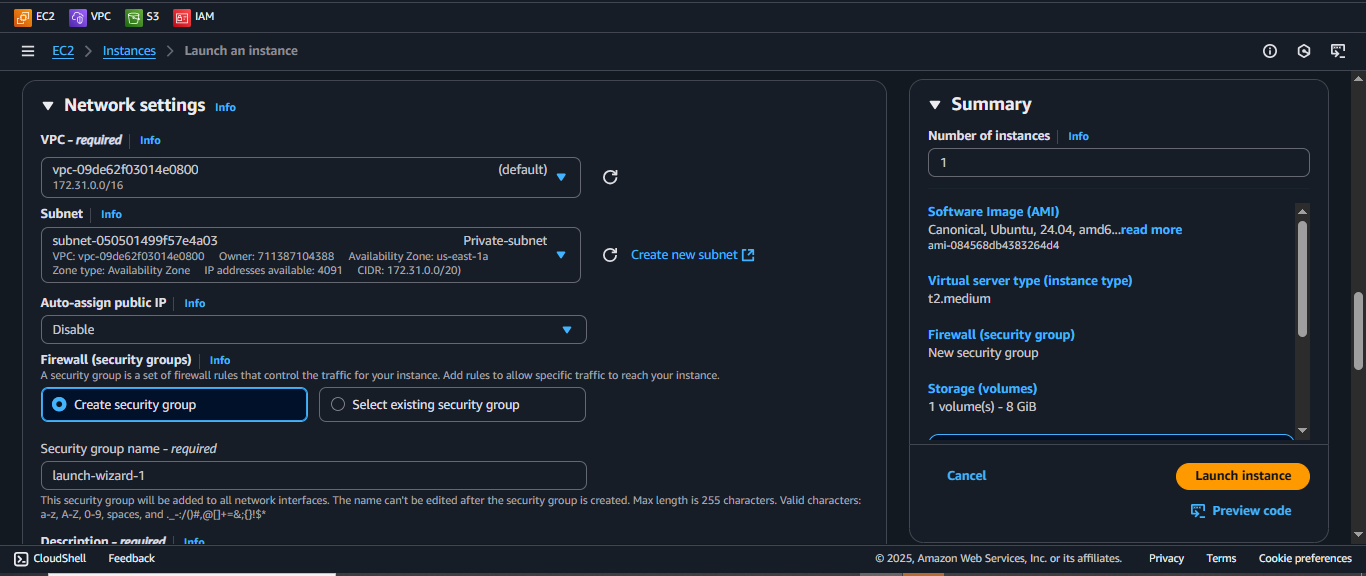 EC2 VPC S3 IAM
EC2 > Instances > Launch an instance
Network settings Info
VPC - required Info
vpc-09de62f03014e0800 (default)
172.31.0.0/16
Subnet Info
subnet-050501499f57e4a03 Private-subnet
VPC: vpc-09de62f03014e0800 Owner: 711387104388 Availability Zone: us-east-1a
Zone type: Availability Zone IP addresses available: 4091 CIDR: 172.31.0.0/20)
Create new subnet
Auto-assign public IP Info
Disable
Firewall (security groups) Info
A security group is a set of firewall rules that control the traffic for your instance. Add rules to allow specific traffic to reach your instance.
Create security group
Select existing security group
Security group name - required
launch-wizard-1
This security group will be added to all network interfaces. The name can't be edited after the security group is created. Max length is 255 characters. Valid characters:
a-z, A-Z, 0-9, spaces, and ._-:/()#,@[]+=&;{}!$*
Description - required Info
Summary
Number of instances Info
1
Software Image (AMI)
Canonical, Ubuntu, 24.04, amd6...read more
ami-084568db4383264d4
Virtual server type (instance type)
t2.medium
Firewall (security group)
New security group
Storage (volumes)
1 volume(s) - 8 GiB
Cancel
Launch instance
Preview code
CloudShell Feedback
© 2025, Amazon Web Services, Inc. or its affiliates. Privacy Terms Cookie preferences